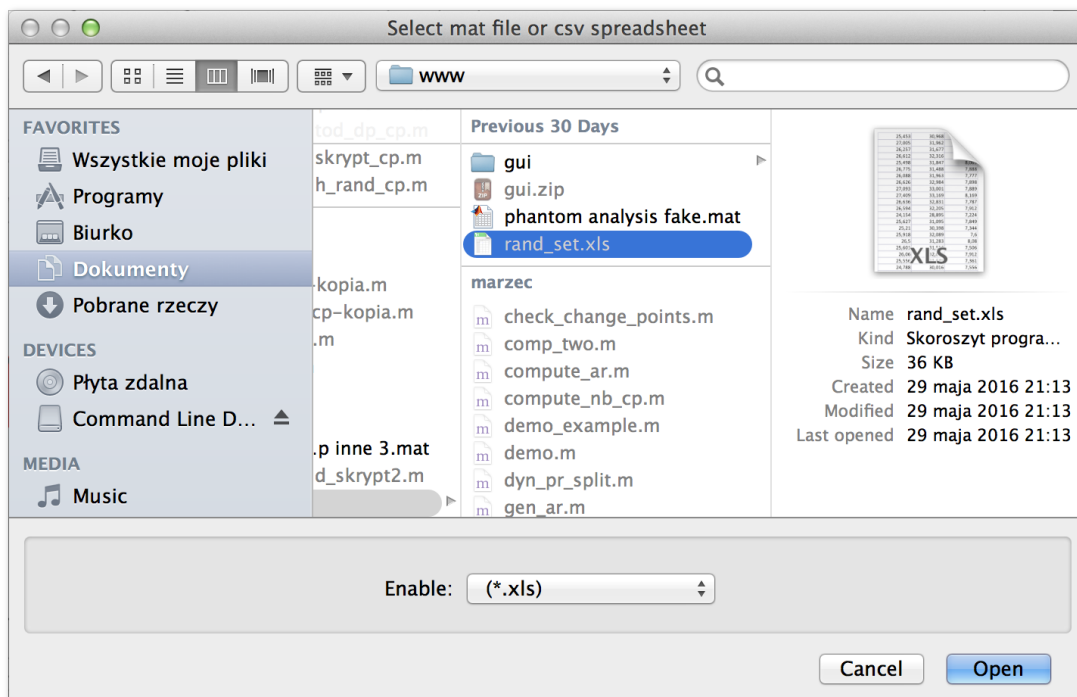 Select mat file or csv spreadsheet
www
FAVORITES
Wszystkie moje pliki
Programy
Biurko
Dokumenty
Pobrane rzeczy
DEVICES
Płyta zdalna
Command Line D...
MEDIA
Music
tod_dp_cp.m
skrypt_cp.m
h_rand_cp.m
-kopia.m
cp-kopia.m
.m
.p inne 3.mat
d_skrypt2.m
Previous 30 Days
gui
gui.zip
phantom analysis fake.mat
rand_set.xls
marzec
check_change_points.m
comp_two.m
compute_ar.m
compute_nb_cp.m
demo_example.m
demo.m
dyn_pr_split.m
gen_ar.m
XLS
Name rand_set.xls
Kind Skoroszyt progra...
Size 36 KB
Created 29 maja 2016 21:13
Modified 29 maja 2016 21:13
Last opened 29 maja 2016 21:13
Enable: (*.xls)
Cancel Open